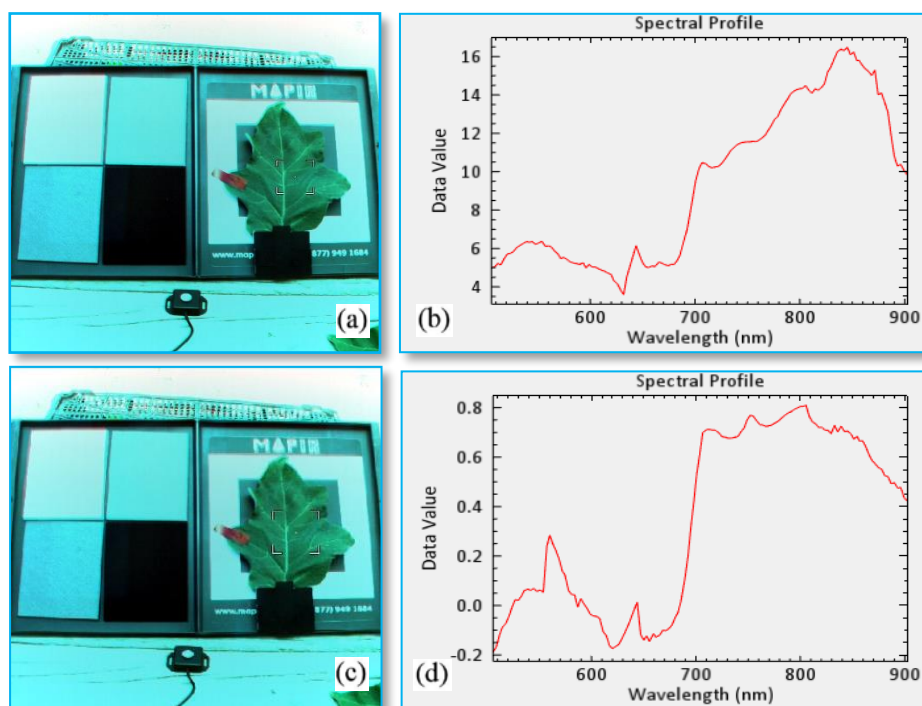 MAPIR
www.map
877) 949 1684
(a)
Spectral Profile
Data Value
16
14
12
10
8
6
4
600
700
800
900
Wavelength (nm)
(b)
MAPIR
www.map
877) 949 1684
(c)
Spectral Profile
Data Value
0.8
0.6
0.4
0.2
0.0
-0.2
600
700
800
900
Wavelength (nm)
(d)